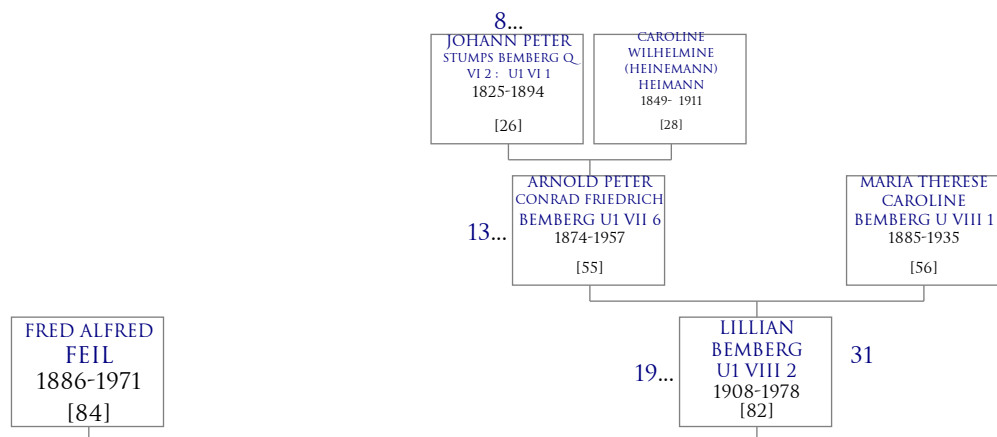 8...
JOHANN PETER
STUMPS BEMBERG Q
VI 2 : U1 VI 1
1825-1894
[26]
CAROLINE
WILHELMINE
(HEINEMANN)
HEIMANN
1849- 1911
[28]
13...
ARNOLD PETER
CONRAD FRIEDRICH
BEMBERG U1 VII 6
1874-1957
[55]
MARIA THERESE
CAROLINE
BEMBERG U VIII 1
1885-1935
[56]
FRED ALFRED
FEIL
1886-1971
[84]
19...
LILLIAN
BEMBERG
U1 VIII 2
1908-1978
[82]
31